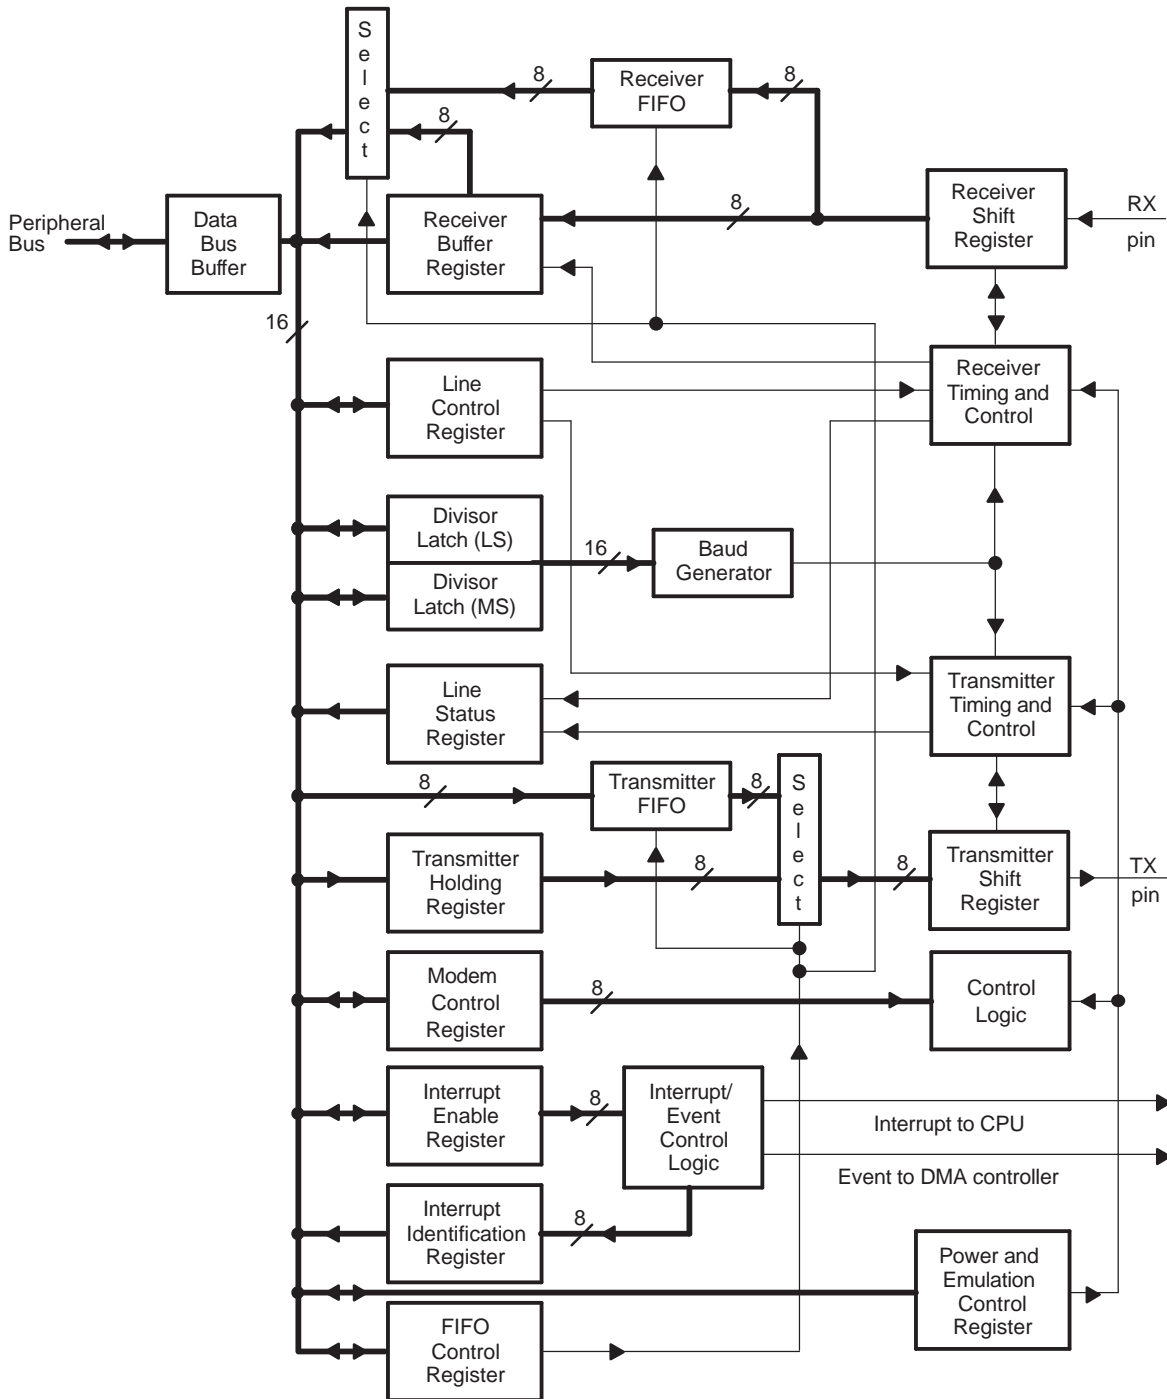 S
e
l
e
c
t
8
Receiver
FIFO
8
8
Peripheral
Bus
Data
Bus
Buffer
Receiver
Buffer
Register
8
Receiver
Shift
Register
RX
pin
16
Line
Control
Register
Receiver
Timing and
Control
Divisor
Latch (LS)
Divisor
Latch (MS)
16
Baud
Generator
Line
Status
Register
Transmitter
Timing and
Control
8
Transmitter
FIFO
8
S
e
l
e
c
t
Transmitter
Holding
Register
8
8
Transmitter
Shift
Register
TX
pin
Modem
Control
Register
8
Control
Logic
Interrupt
Enable
Register
8
Interrupt/
Event
Control
Logic
Interrupt to CPU
Event to DMA controller
Interrupt
Identification
Register
8
Power and
Emulation
Control
Register
FIFO
Control
Register